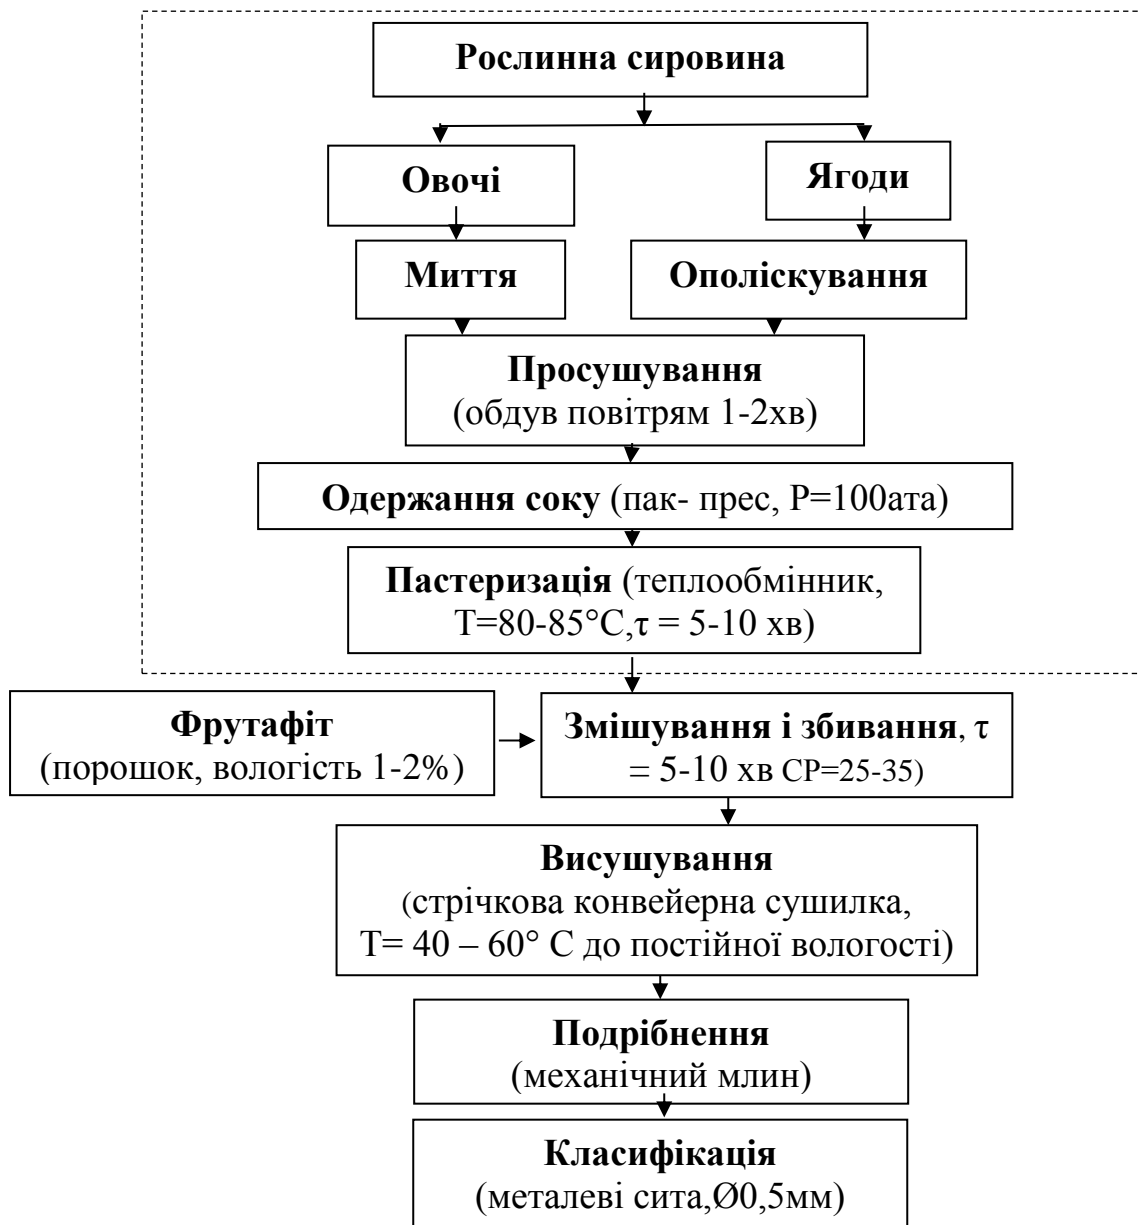 Рослинна сировина
Овочі
Ягоди
Миття
Ополіскування
Просушування
(обдув повітрям 1-2хв)
Одержання соку (пак- прес, Р=100ата)
Пастеризація (теплообмінник,
Т=80-85°С,τ = 5-10 хв)
Фрутафіт
(порошок, вологість 1-2%)
Змішування і збивання, τ
= 5-10 хв СР=25-35)
Висушування
(стрічкова конвейерна сушилка,
Т= 40 – 60° С до постійної вологості)
Подрібнення
(механічний млин)
Класифікація
(металеві сита,Ø0,5мм)